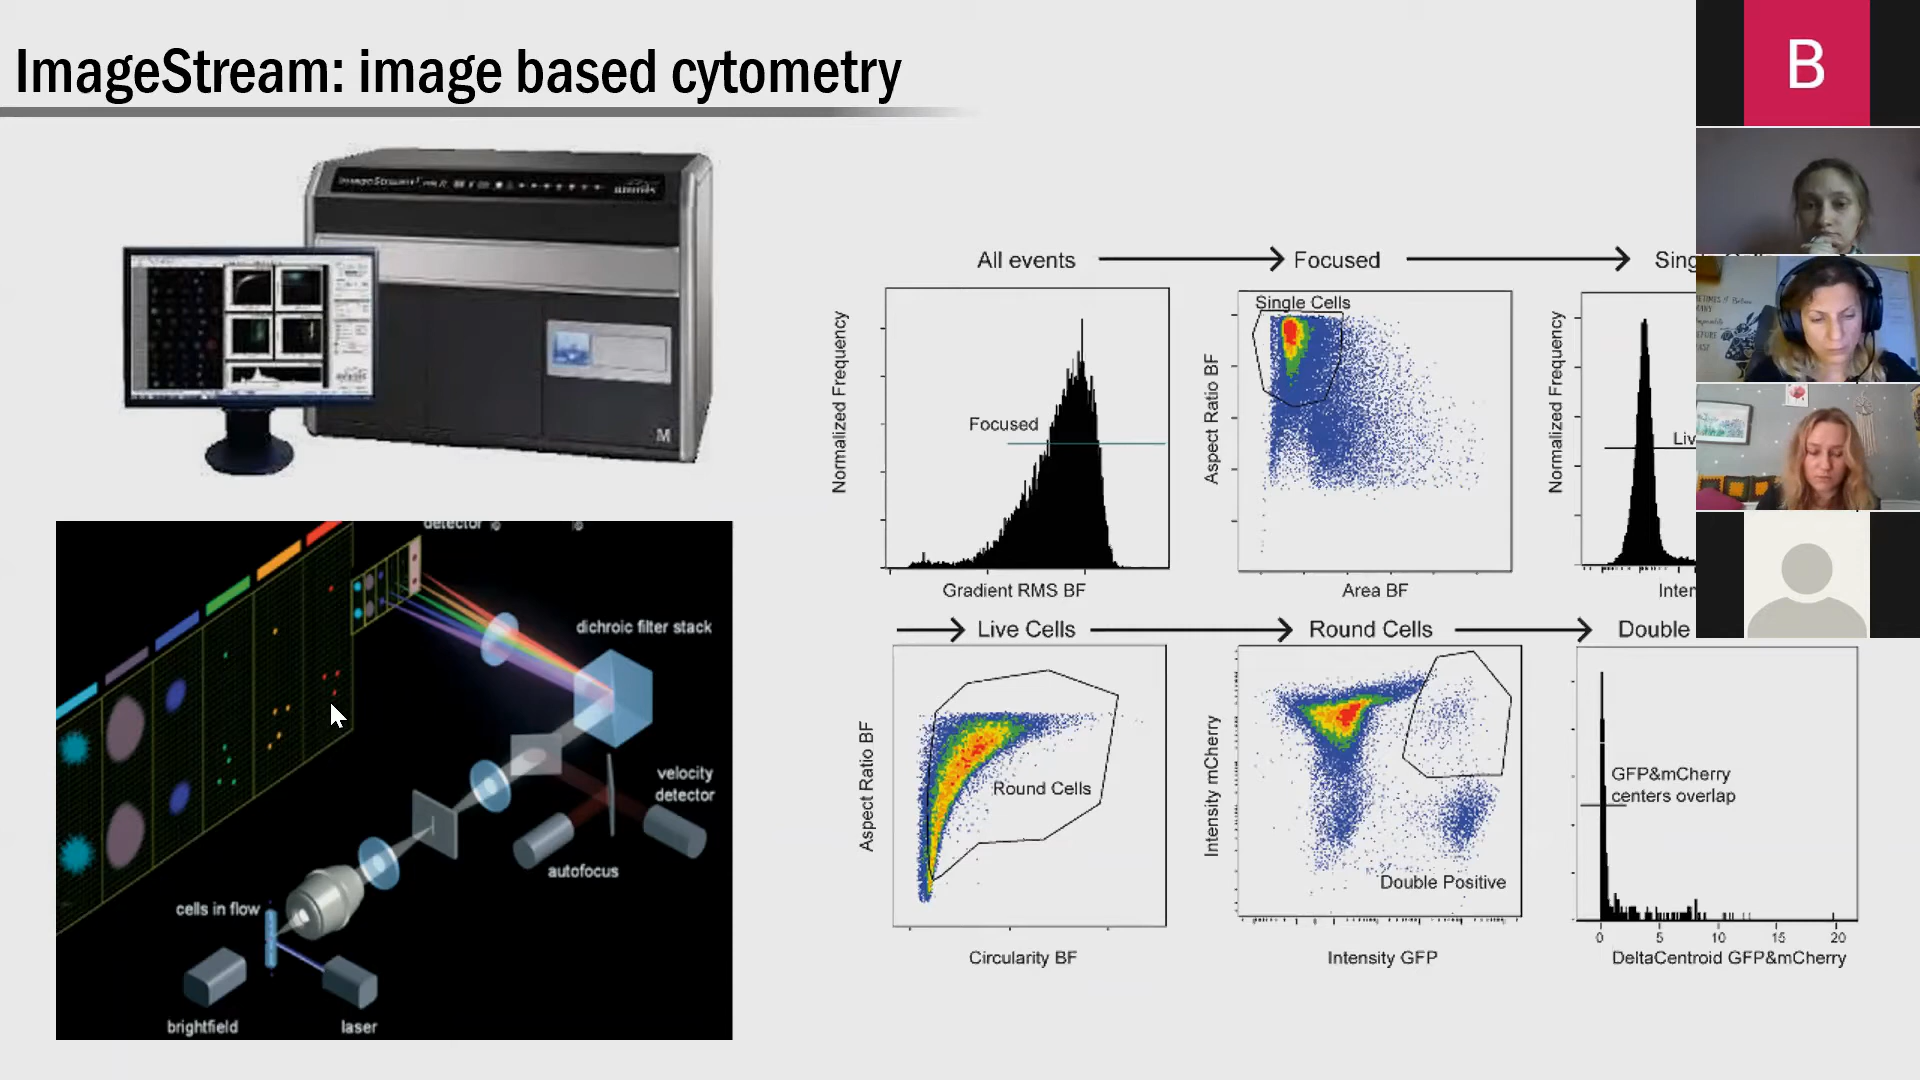 ImageStream: image based cytometry
B
M
All events
Focused
Sing
Normalized Frequency
Focused
Gradient RMS BF
Aspect Ratio BF
Single Cells
Area BF
Normalized Frequency
Liv
Inten
Live Cells
Round Cells
Double
Aspect Ratio BF
Round Cells
Circularity BF
Intensity mCherry
Double Positive
Intensity GFP
GFP&mCherry
centers overlap
0 5 10 15 20
DeltaCentroid GFP&mCherry
detector
dichroic filter stack
velocity
detector
autofocus
cells in flow
brightfield
laser